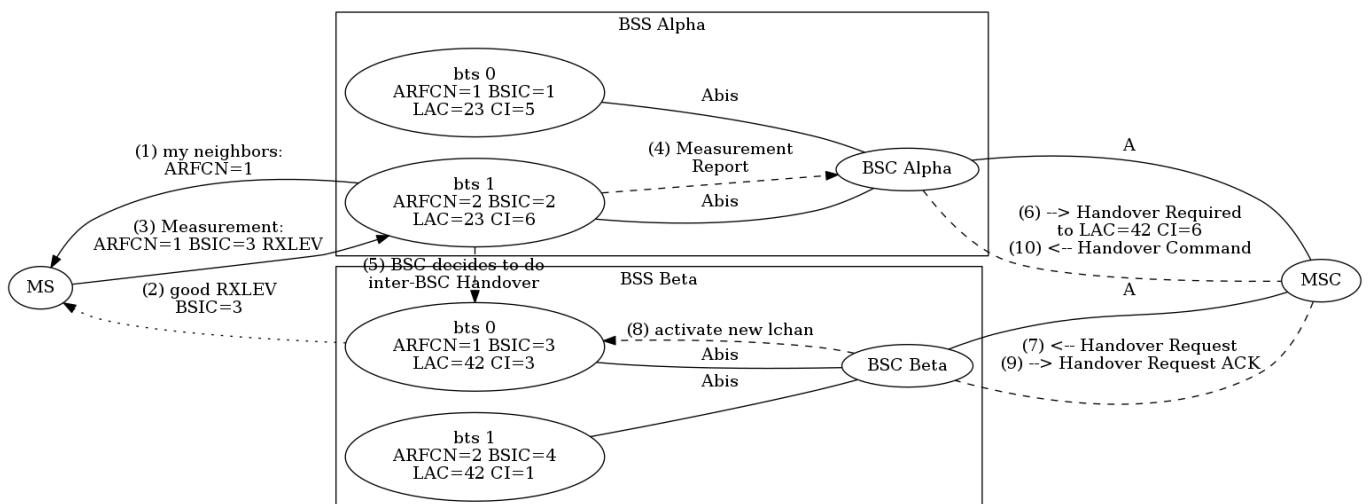 BSS Alpha
bts 0
ARFCN=1 BSIC=1
LAC=23 CI=5
Abis
(1) my neighbors:
ARFCN=1
(4) Measurement
Report
BSC Alpha
A
bts 1
ARFCN=2 BSIC=2
LAC=23 CI=6
Abis
(3) Measurement:
ARFCN=1 BSIC=3 RXLEV
(6) --> Handover Required
to LAC=42 CI=6
(10) <-- Handover Command
(5) BSC decides to do
inter-BSC Handover
MS
MSC
BSS Beta
(2) good RXLEV
BSIC=3
A
bts 0
ARFCN=1 BSIC=3
LAC=42 CI=3
(8) activate new lchan
Abis
BSC Beta
(7) <-- Handover Request
(9) --> Handover Request ACK
Abis
bts 1
ARFCN=2 BSIC=4
LAC=42 CI=1